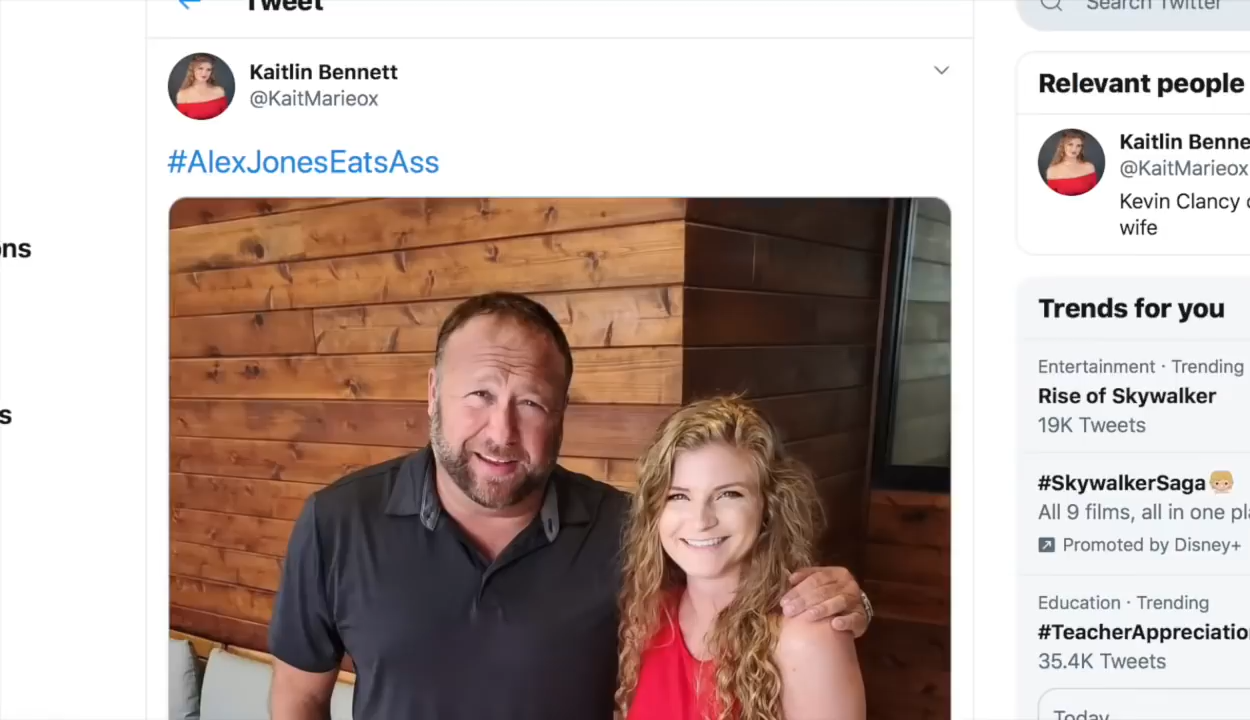 Tweet
Kaitlin Bennett
@KaitMarieox
#AlexJonesEatsAss
Search Twitter
Relevant people
Kaitlin Benne
@KaitMarieox
Kevin Clancy
wife
Trends for you
Entertainment · Trending
Rise of Skywalker
19K Tweets
#SkywalkerSaga
All 9 films, all in one pl
Promoted by Disney+
Education · Trending
#TeacherAppreciatio
35.4K Tweets
Today
ns
s